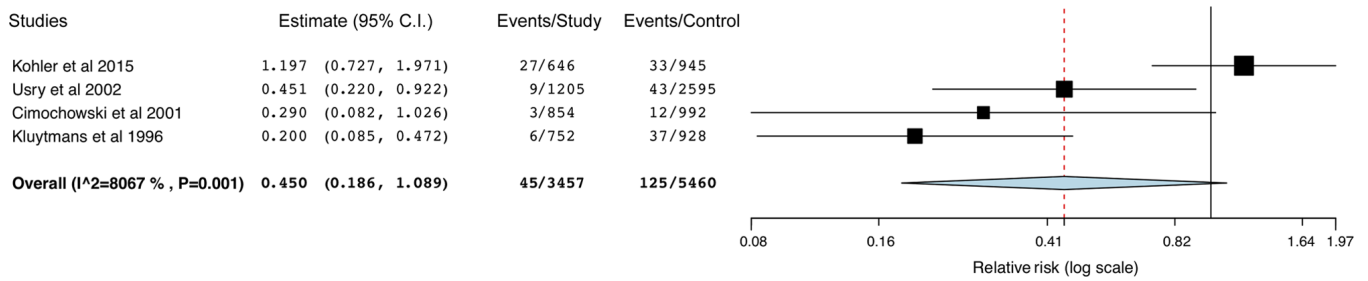 Studies Estimate (95% C.I.) Events/Study Events/Control
Kohler et al 2015 1.197 (0.727, 1.971) 27/646 33/945
Usry et al 2002 0.451 (0.220, 0.922) 9/1205 43/2595
Cimochowski et al 2001 0.290 (0.082, 1.026) 3/854 12/992
Kluytmans et al 1996 0.200 (0.085, 0.472) 6/752 37/928
Overall (I^2=8067 % , P=0.001) 0.450 (0.186, 1.089) 45/3457 125/5460
0.08 0.16 0.41 0.82 1.64 1.97
Relative risk (log scale)